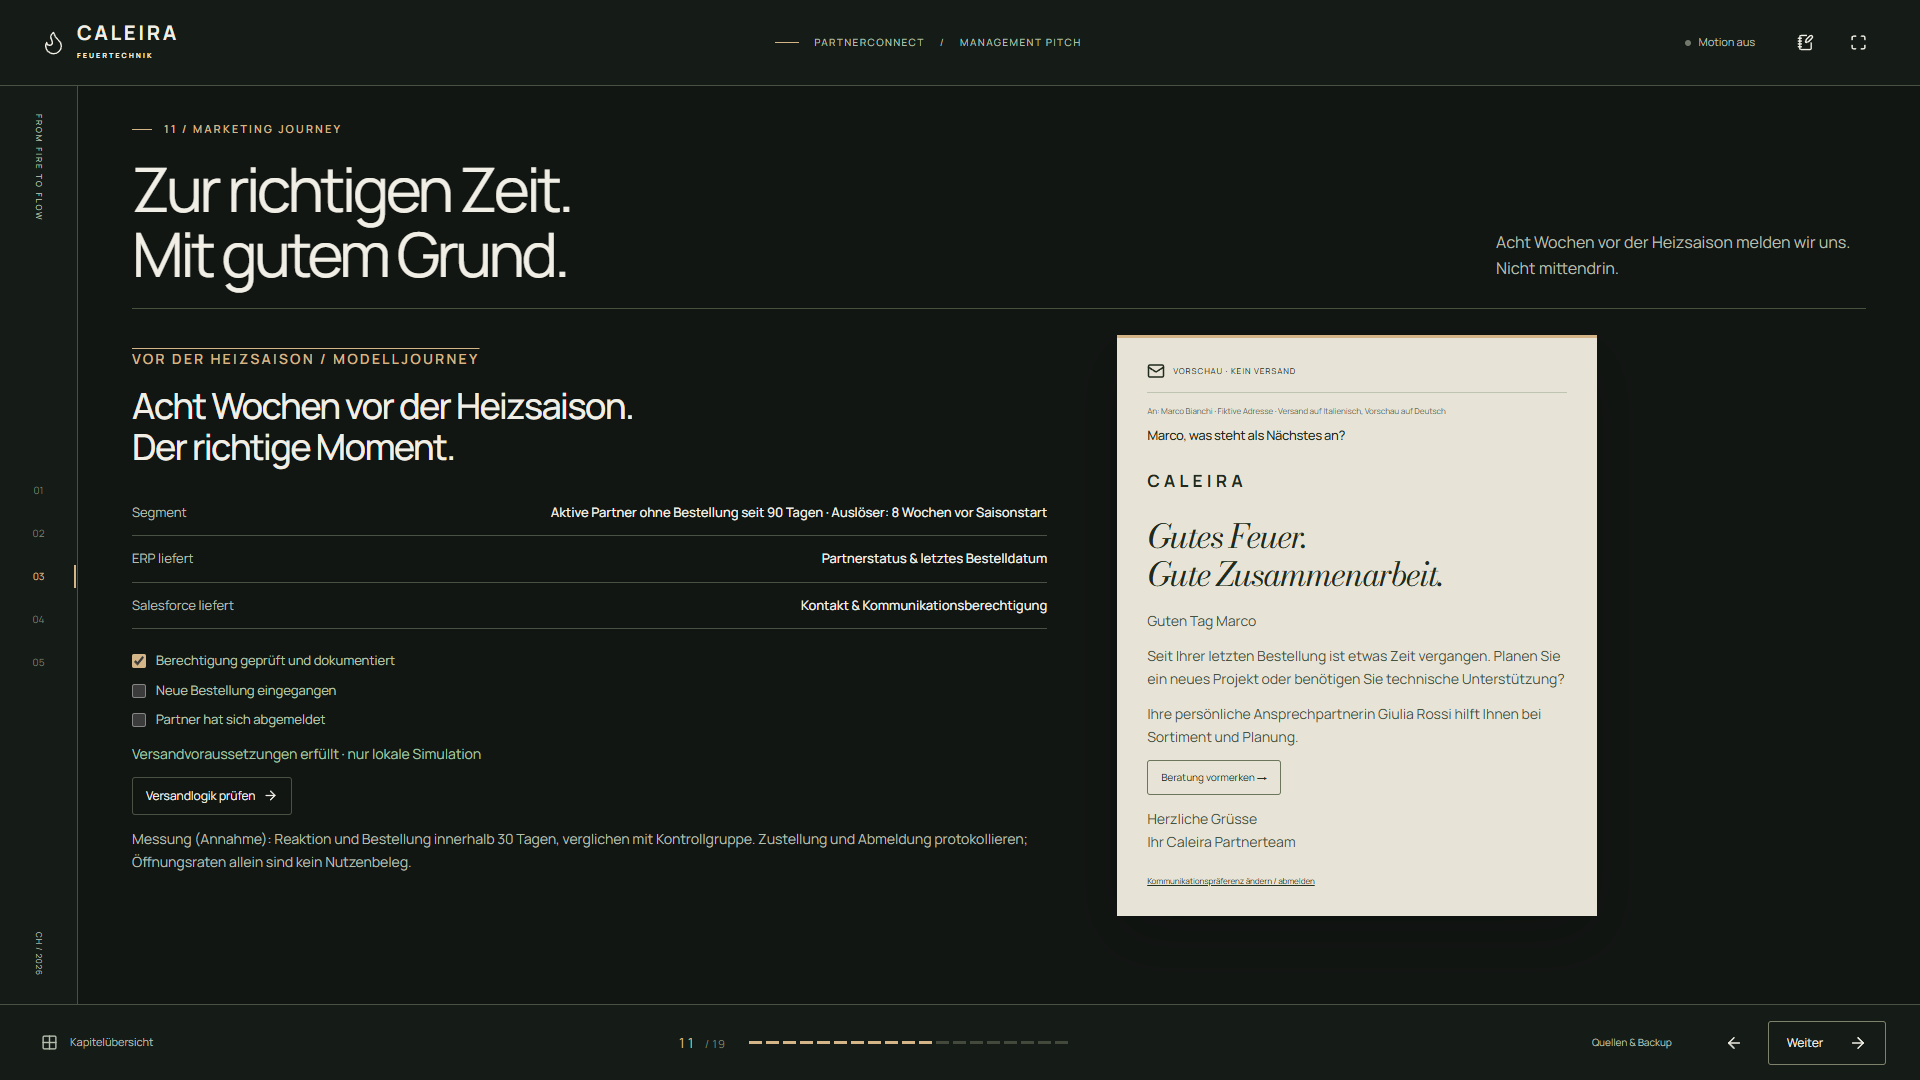 CALEIRA
FEUERTECHNIK
PARTNERCONNECT / MANAGEMENT PITCH
Motion aus
FROM FIRE TO FLOW
11 / MARKETING JOURNEY
Zur richtigen Zeit.
Mit gutem Grund.
Acht Wochen vor der Heizsaison melden wir uns.
Nicht mittendrin.
VOR DER HEIZSAISON / MODELLJOURNEY
Acht Wochen vor der Heizsaison.
Der richtige Moment.
Segment
Aktive Partner ohne Bestellung seit 90 Tagen · Auslöser: 8 Wochen vor Saisonstart
ERP liefert
Partnerstatus & letztes Bestelldatum
Salesforce liefert
Kontakt & Kommunikationsberechtigung
Berechtigung geprüft und dokumentiert
Neue Bestellung eingegangen
Partner hat sich abgemeldet
Versandvoraussetzungen erfüllt · nur lokale Simulation
Versandlogik prüfen →
Messung (Annahme): Reaktion und Bestellung innerhalb 30 Tagen, verglichen mit Kontrollgruppe. Zustellung und Abmeldung protokollieren;
Öffnungsraten allein sind kein Nutzenbeleg.
VORSCHAU · KEIN VERSAND
An: Marco Bianchi · Fiktive Adresse · Versand auf Italienisch, Vorschau auf Deutsch
Marco, was steht als Nächstes an?
CALEIRA
Gutes Feuer.
Gute Zusammenarbeit.
Guten Tag Marco
Seit Ihrer letzten Bestellung ist etwas Zeit vergangen. Planen Sie
ein neues Projekt oder benötigen Sie technische Unterstützung?
Ihre persönliche Ansprechpartnerin Giulia Rossi hilft Ihnen bei
Sortiment und Planung.
Beratung vormerken →
Herzliche Grüsse
Ihr Caleira Partnerteam
Kommunikationspräferenz ändern / abmelden
01
02
03
04
05
CH / 2026
Kapitelübersicht
11 / 19
Quellen & Backup
←
Weiter →